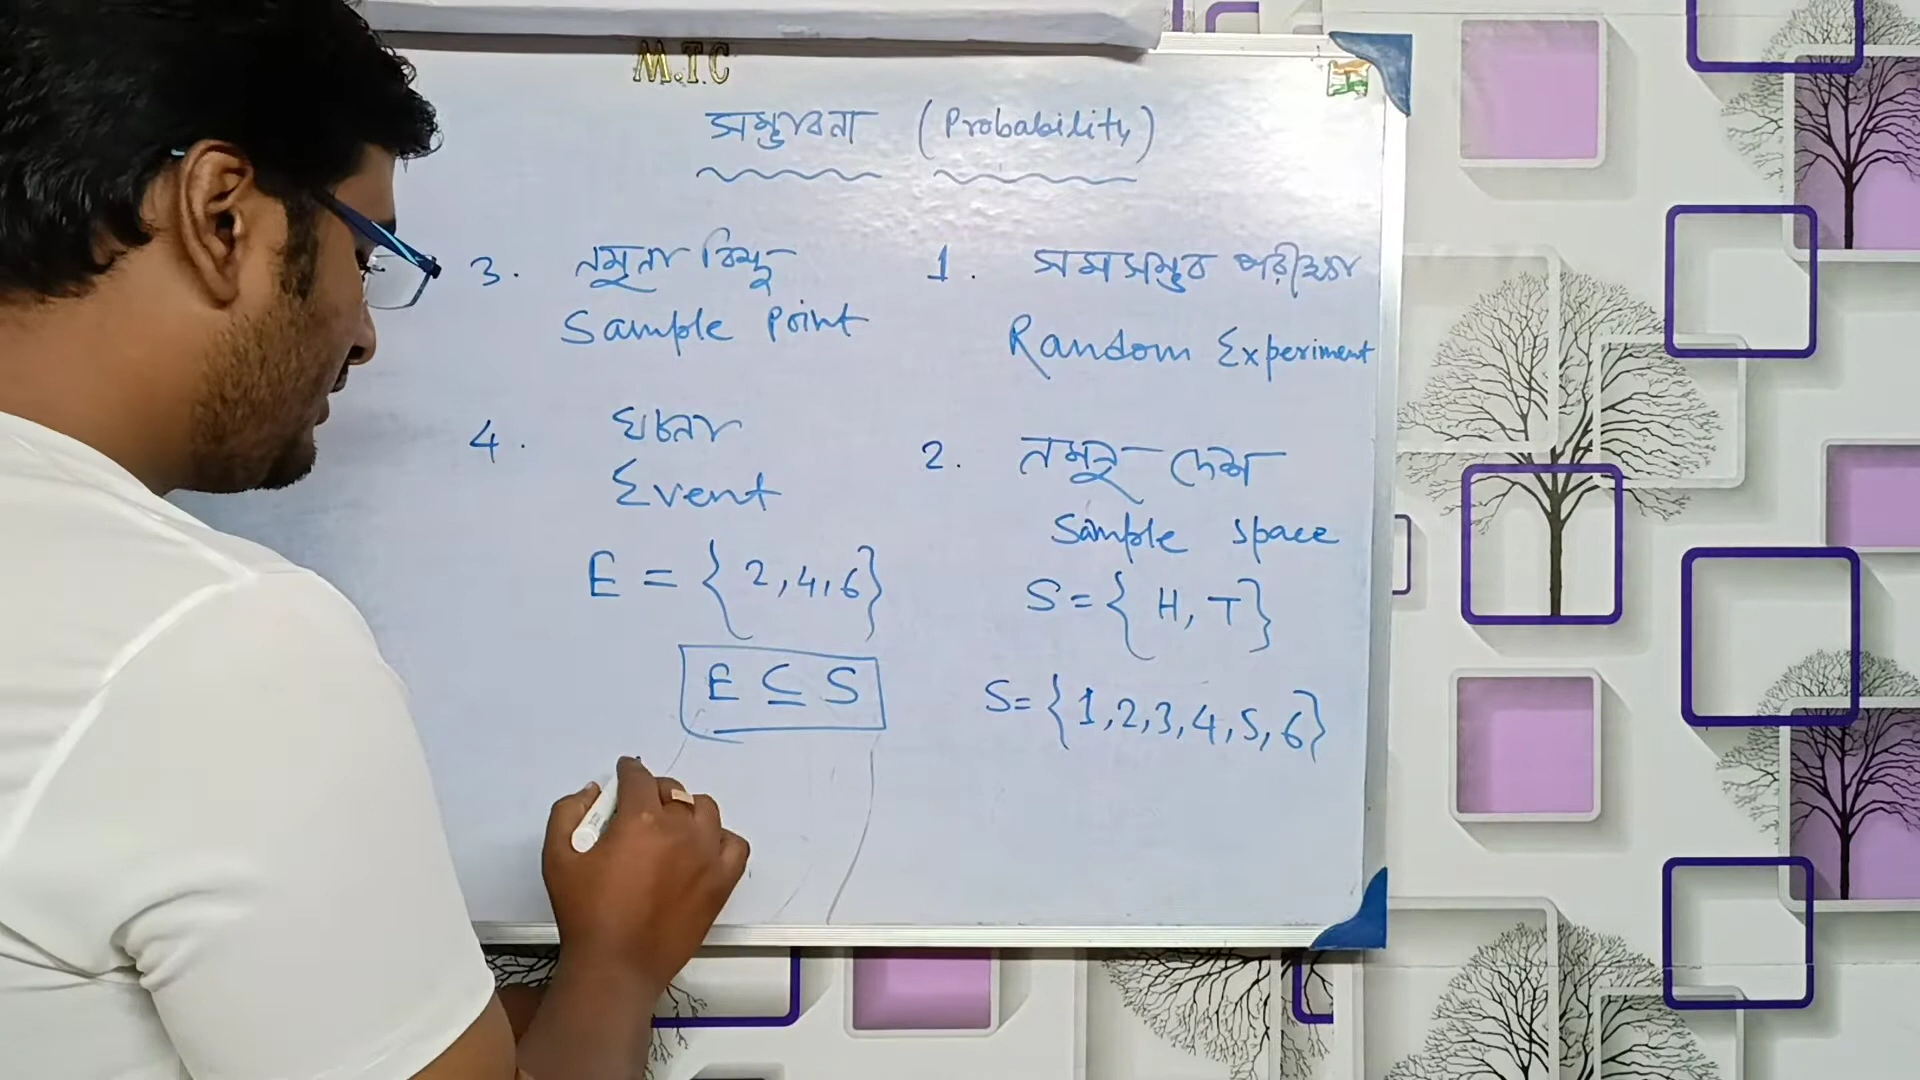 M.T.C
সম্ভাবনা (Probability)
1. সমসম্ভব পরীক্ষা
Random Experiment
2. নমুনা দেশ
Sample space
S = { H, T }
S = { 1, 2, 3, 4, 5, 6 }
3. নমুনা বিন্দু
Sample Point
4. ঘটনা
Event
E = { 2, 4, 6 }
E ⊆ S